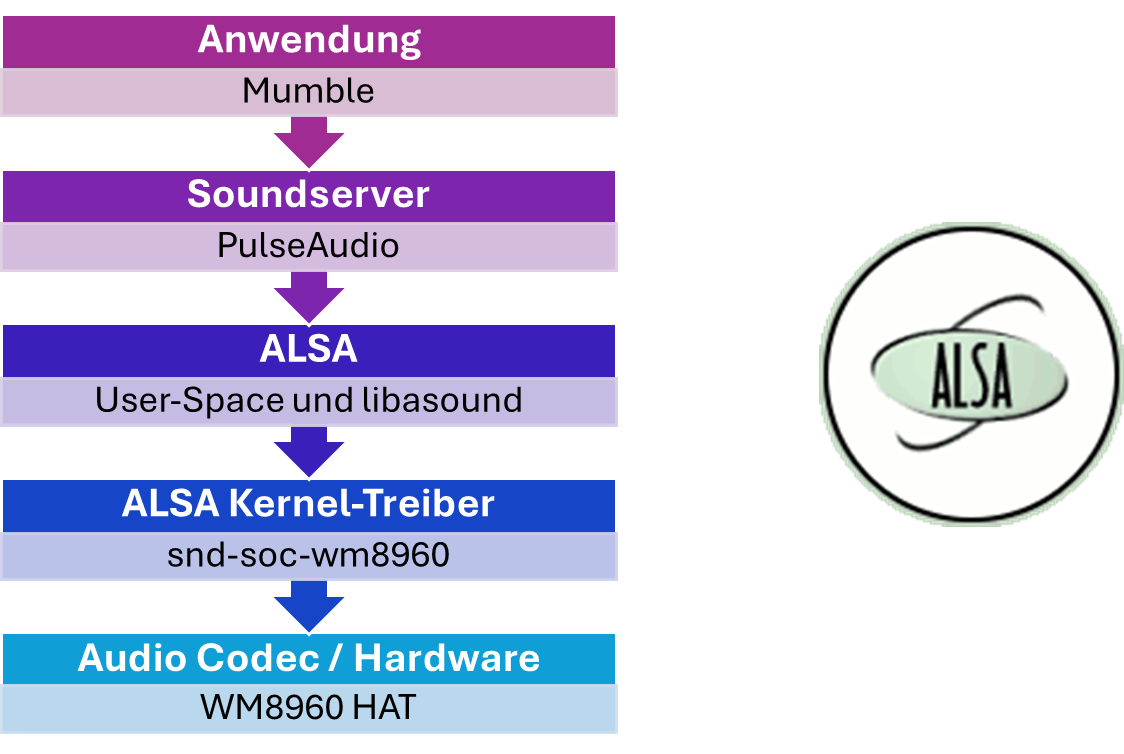 Anwendung
Mumble
Soundserver
PulseAudio
ALSA
User-Space und libasound
ALSA Kernel-Treiber
snd-soc-wm8960
Audio Codec / Hardware
WM8960 HAT
ALSA